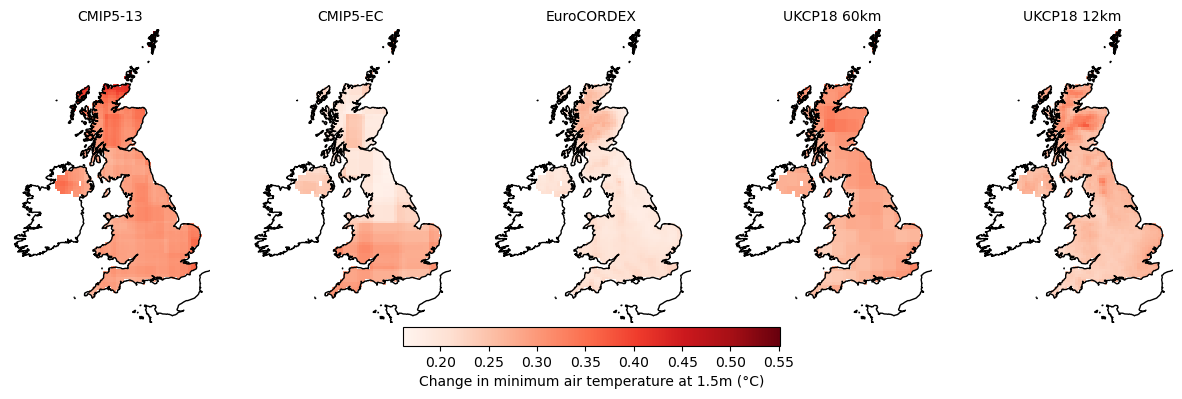 CMIP5-13 CMIP5-EC EuroCORDEX UKCP18 60km UKCP18 12km
0.20 0.25 0.30 0.35 0.40 0.45 0.50 0.55
Change in minimum air temperature at 1.5m (°C)